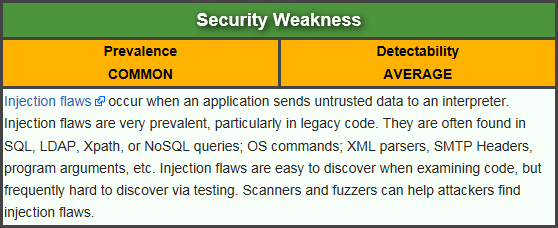 Security Weakness
Prevalence
COMMON
Detectability
AVERAGE
Injection flaws occur when an application sends untrusted data to an interpreter.
Injection flaws are very prevalent, particularly in legacy code. They are often found in
SQL, LDAP, Xpath, or NoSQL queries; OS commands; XML parsers, SMTP Headers,
program arguments, etc. Injection flaws are easy to discover when examining code, but
frequently hard to discover via testing. Scanners and fuzzers can help attackers find
injection flaws.